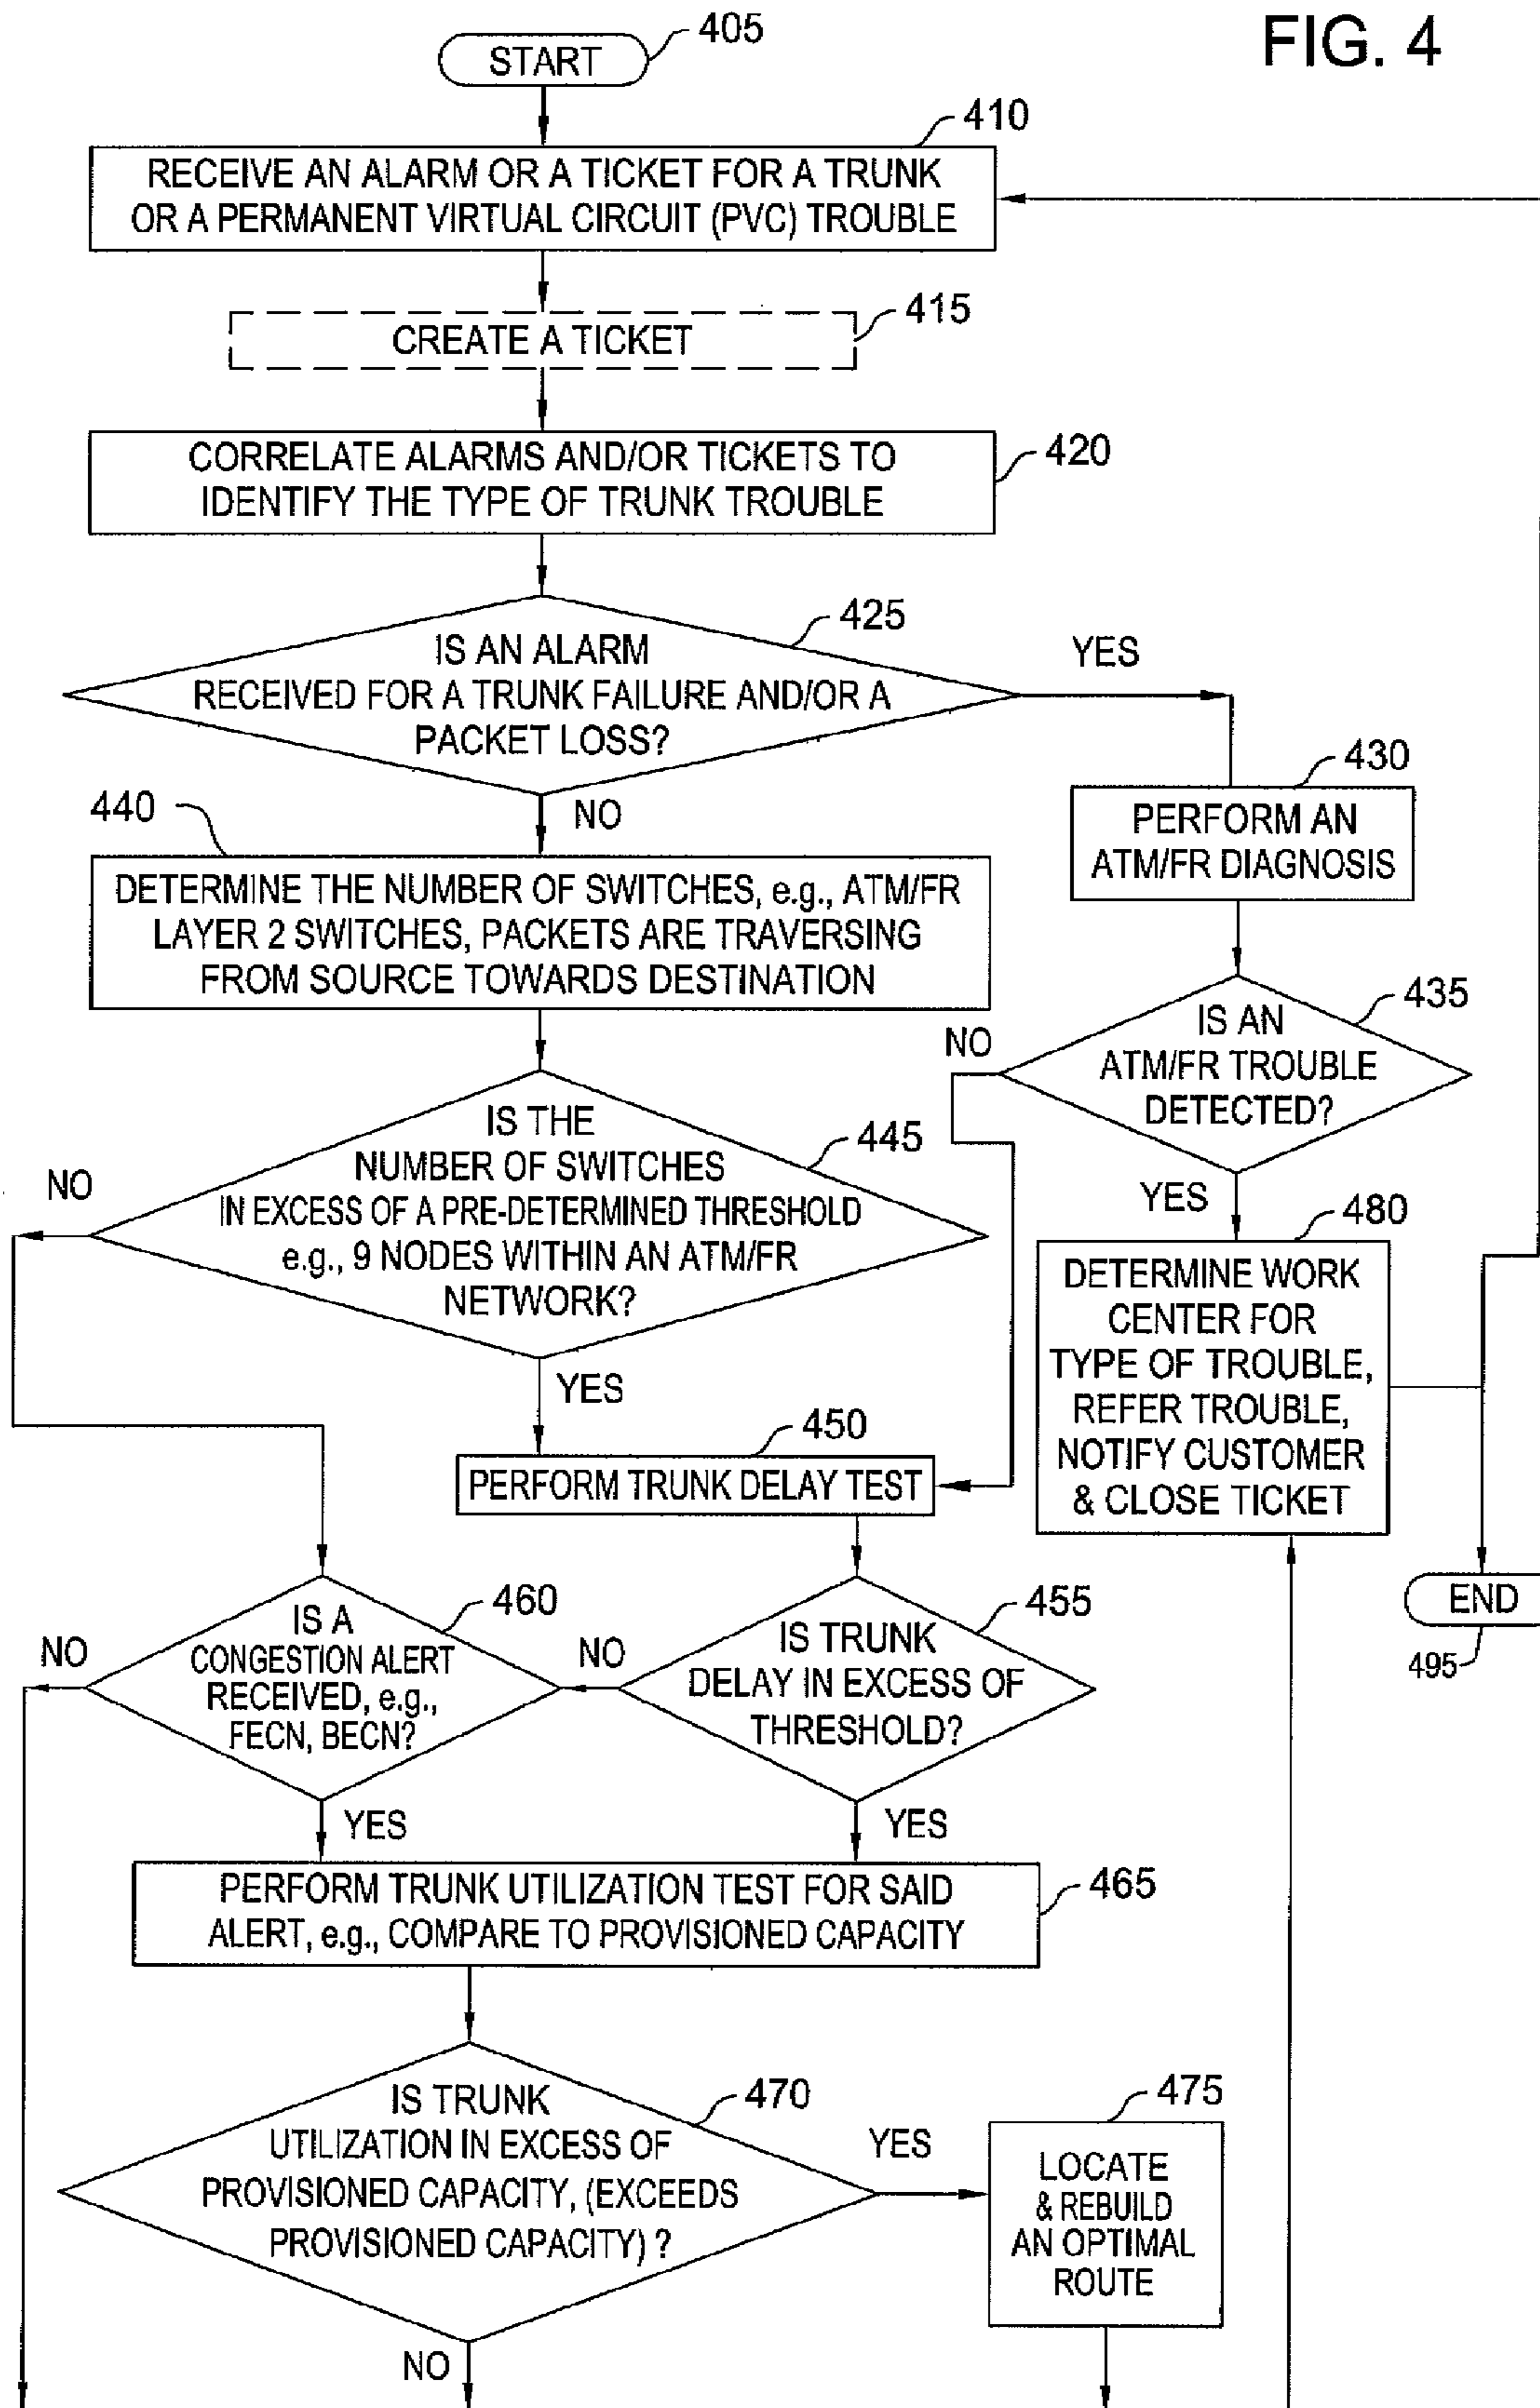 FIG. 4
START
405
410
RECEIVE AN ALARM OR A TICKET FOR A TRUNK
OR A PERMANENT VIRTUAL CIRCUIT (PVC) TROUBLE
415
CREATE A TICKET
420
CORRELATE ALARMS AND/OR TICKETS TO
IDENTIFY THE TYPE OF TRUNK TROUBLE
425
IS AN ALARM
RECEIVED FOR A TRUNK FAILURE AND/OR A
PACKET LOSS?
YES
NO
430
PERFORM AN
ATM/FR DIAGNOSIS
440
DETERMINE THE NUMBER OF SWITCHES, e.g., ATM/FR
LAYER 2 SWITCHES, PACKETS ARE TRAVERSING
FROM SOURCE TOWARDS DESTINATION
435
IS AN
ATM/FR TROUBLE
DETECTED?
NO
YES
445
IS THE
NUMBER OF SWITCHES
IN EXCESS OF A PRE-DETERMINED THRESHOLD
e.g., 9 NODES WITHIN AN ATM/FR
NETWORK?
NO
YES
480
DETERMINE WORK
CENTER FOR
TYPE OF TROUBLE,
REFER TROUBLE,
NOTIFY CUSTOMER
& CLOSE TICKET
450
PERFORM TRUNK DELAY TEST
END
495
460
IS A
CONGESTION ALERT
RECEIVED, e.g.,
FECN, BECN?
NO
YES
455
IS TRUNK
DELAY IN EXCESS OF
THRESHOLD?
NO
YES
465
PERFORM TRUNK UTILIZATION TEST FOR SAID
ALERT, e.g., COMPARE TO PROVISIONED CAPACITY
470
IS TRUNK
UTILIZATION IN EXCESS OF
PROVISIONED CAPACITY, (EXCEEDS
PROVISIONED CAPACITY) ?
YES
NO
475
LOCATE
& REBUILD
AN OPTIMAL
ROUTE